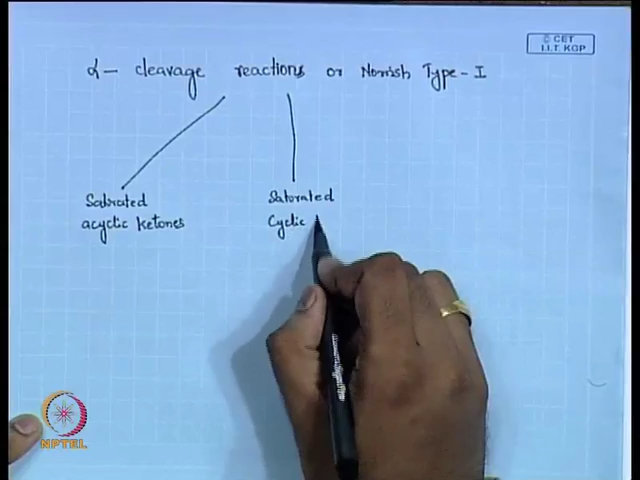 © CET
I.I.T. KGP
α- cleavage reactions or Norrish Type-I
Saturated
acyclic ketones
Saturated
Cyclic
NPTEL